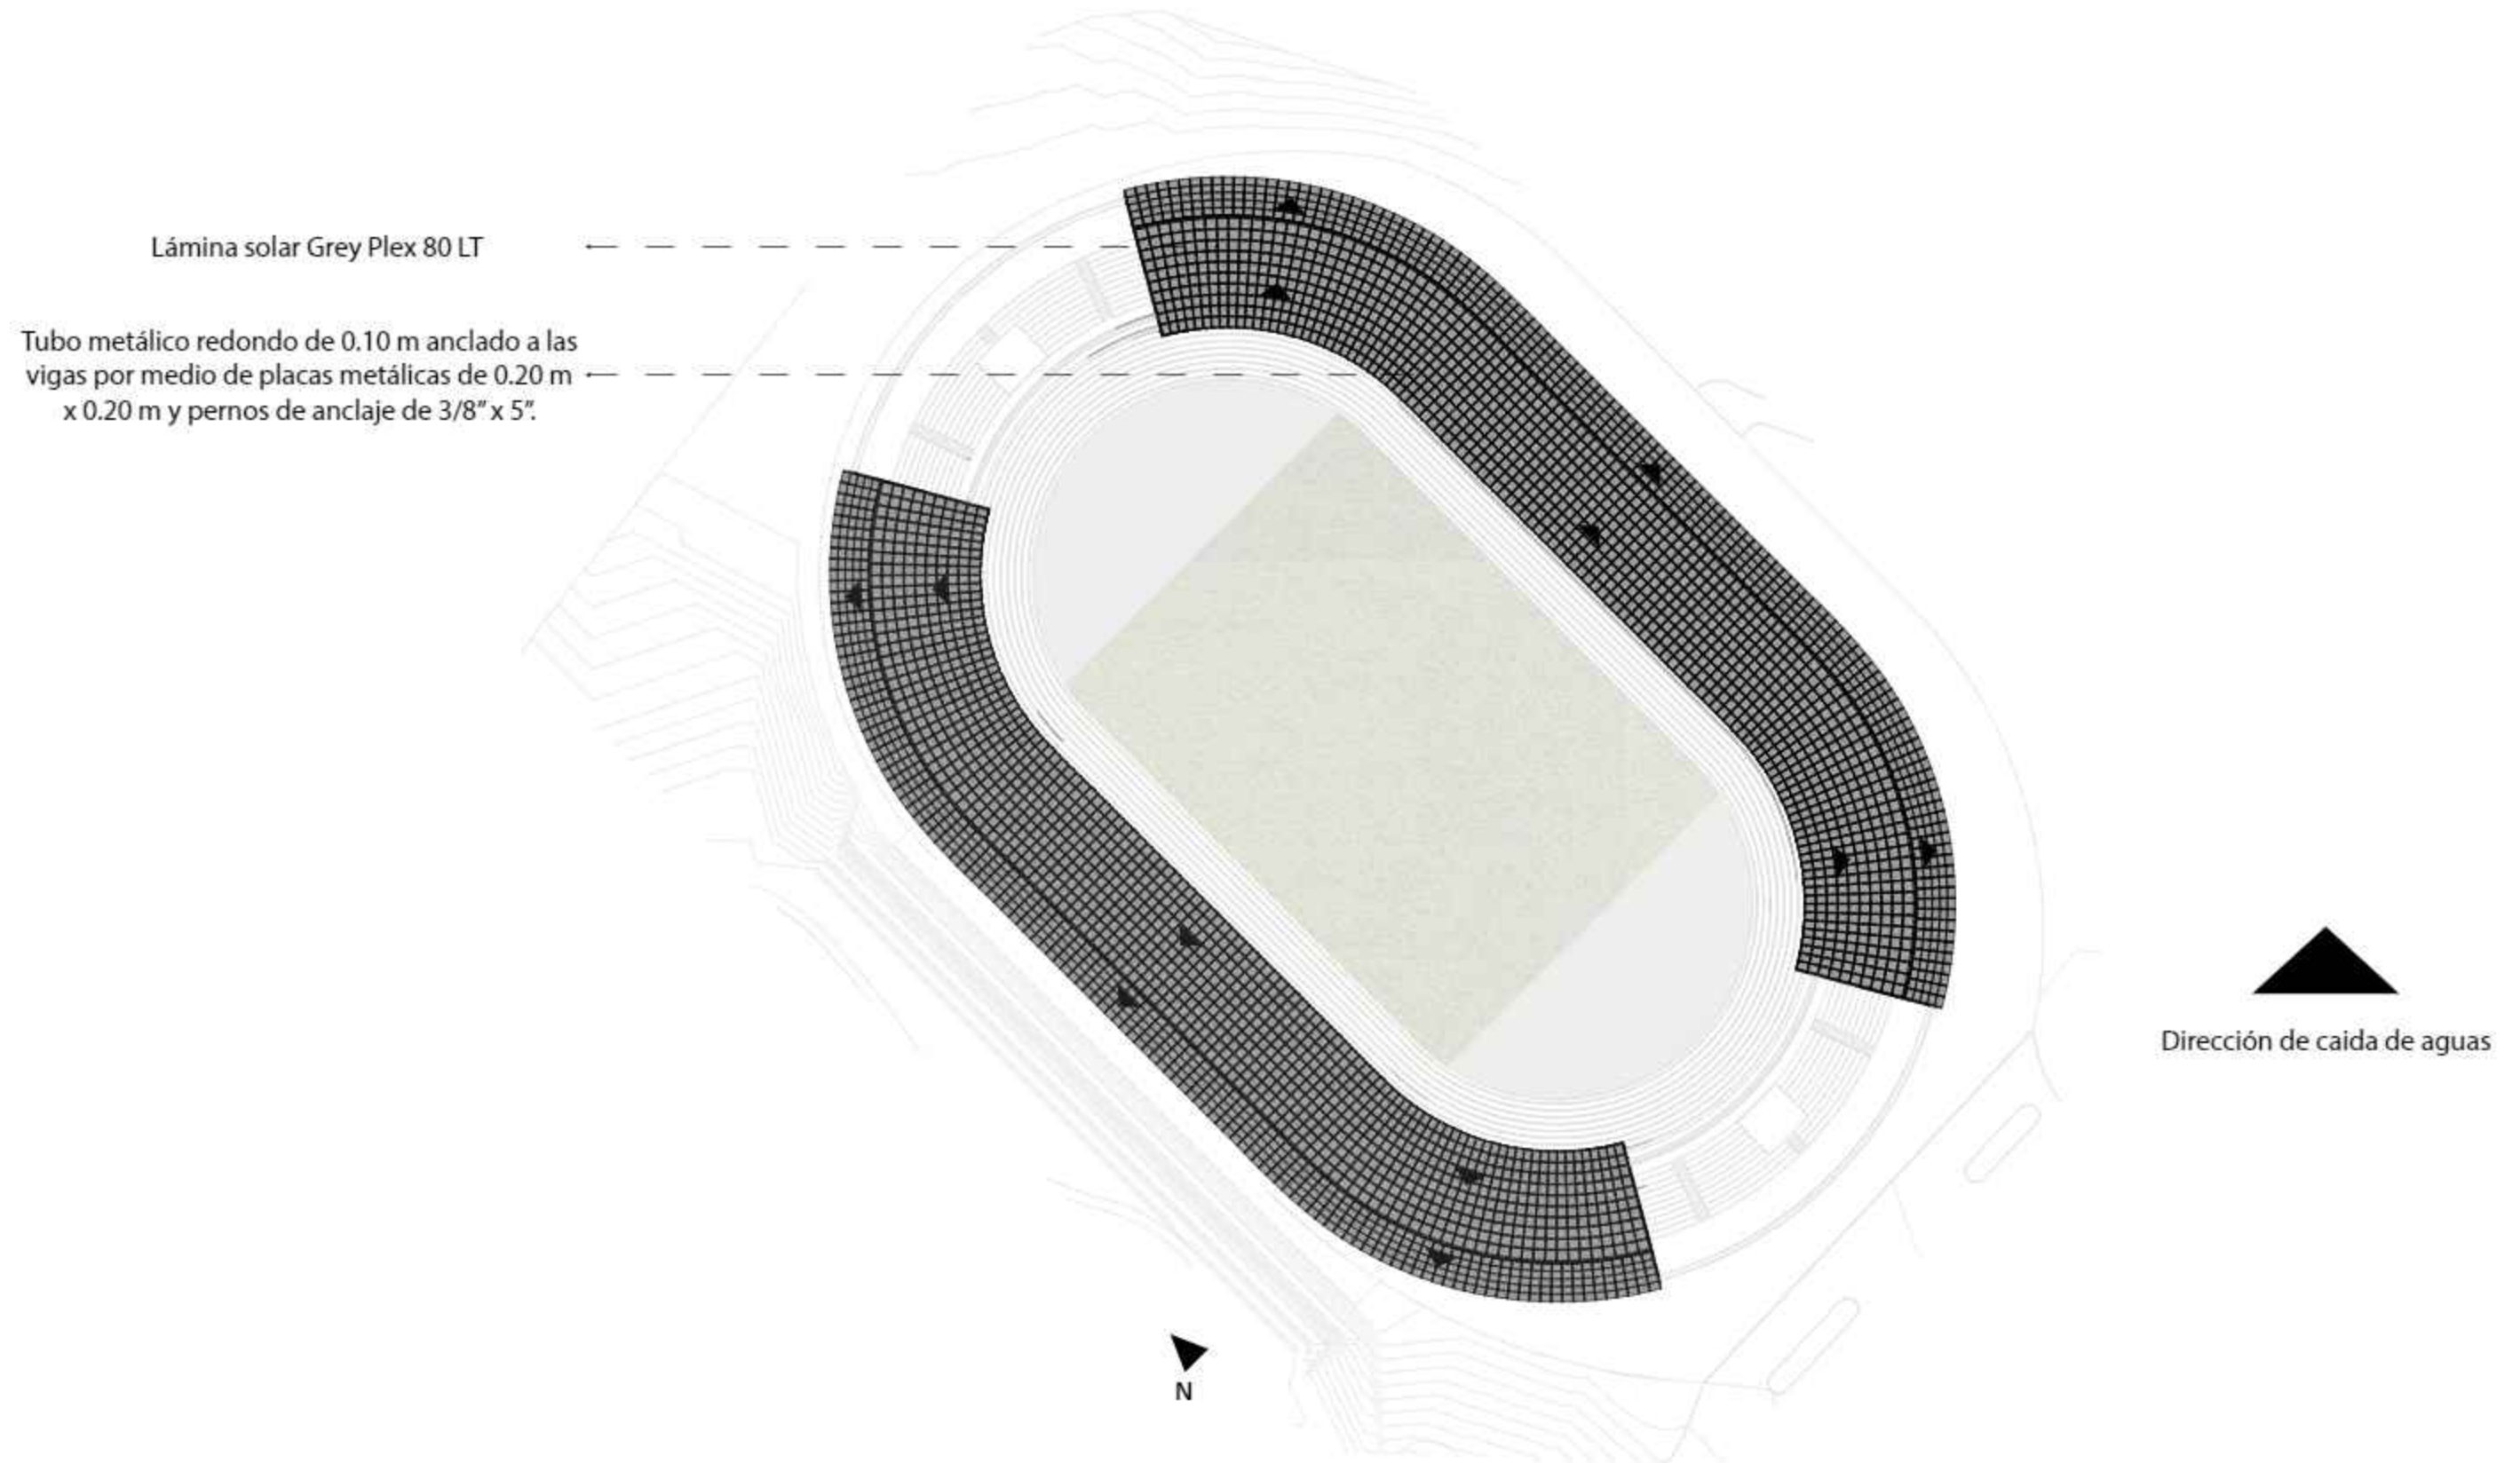 Lámina solar Grey Plex 80 LT
Tubo metálico redondo de 0.10 m anclado a las
vigas por medio de placas metálicas de 0.20 m
x 0.20 m y pernos de anclaje de 3/8” x 5”.
Dirección de caida de aguas
N